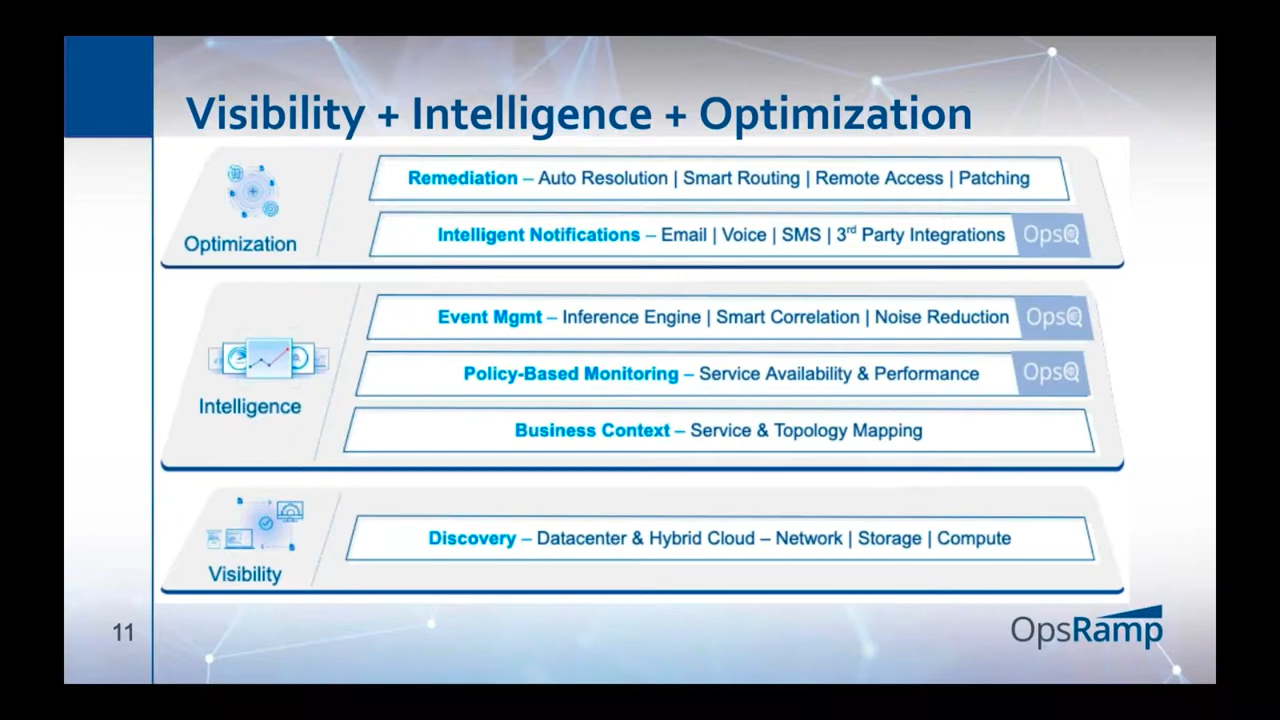 Visibility + Intelligence + Optimization
Remediation – Auto Resolution | Smart Routing | Remote Access | Patching
Intelligent Notifications – Email | Voice | SMS | 3rd Party Integrations OpsQ
Optimization
Event Mgmt – Inference Engine | Smart Correlation | Noise Reduction OpsQ
Policy-Based Monitoring – Service Availability & Performance OpsQ
Intelligence
Business Context – Service & Topology Mapping
Discovery – Datacenter & Hybrid Cloud – Network | Storage | Compute
Visibility
11
OpsRamp